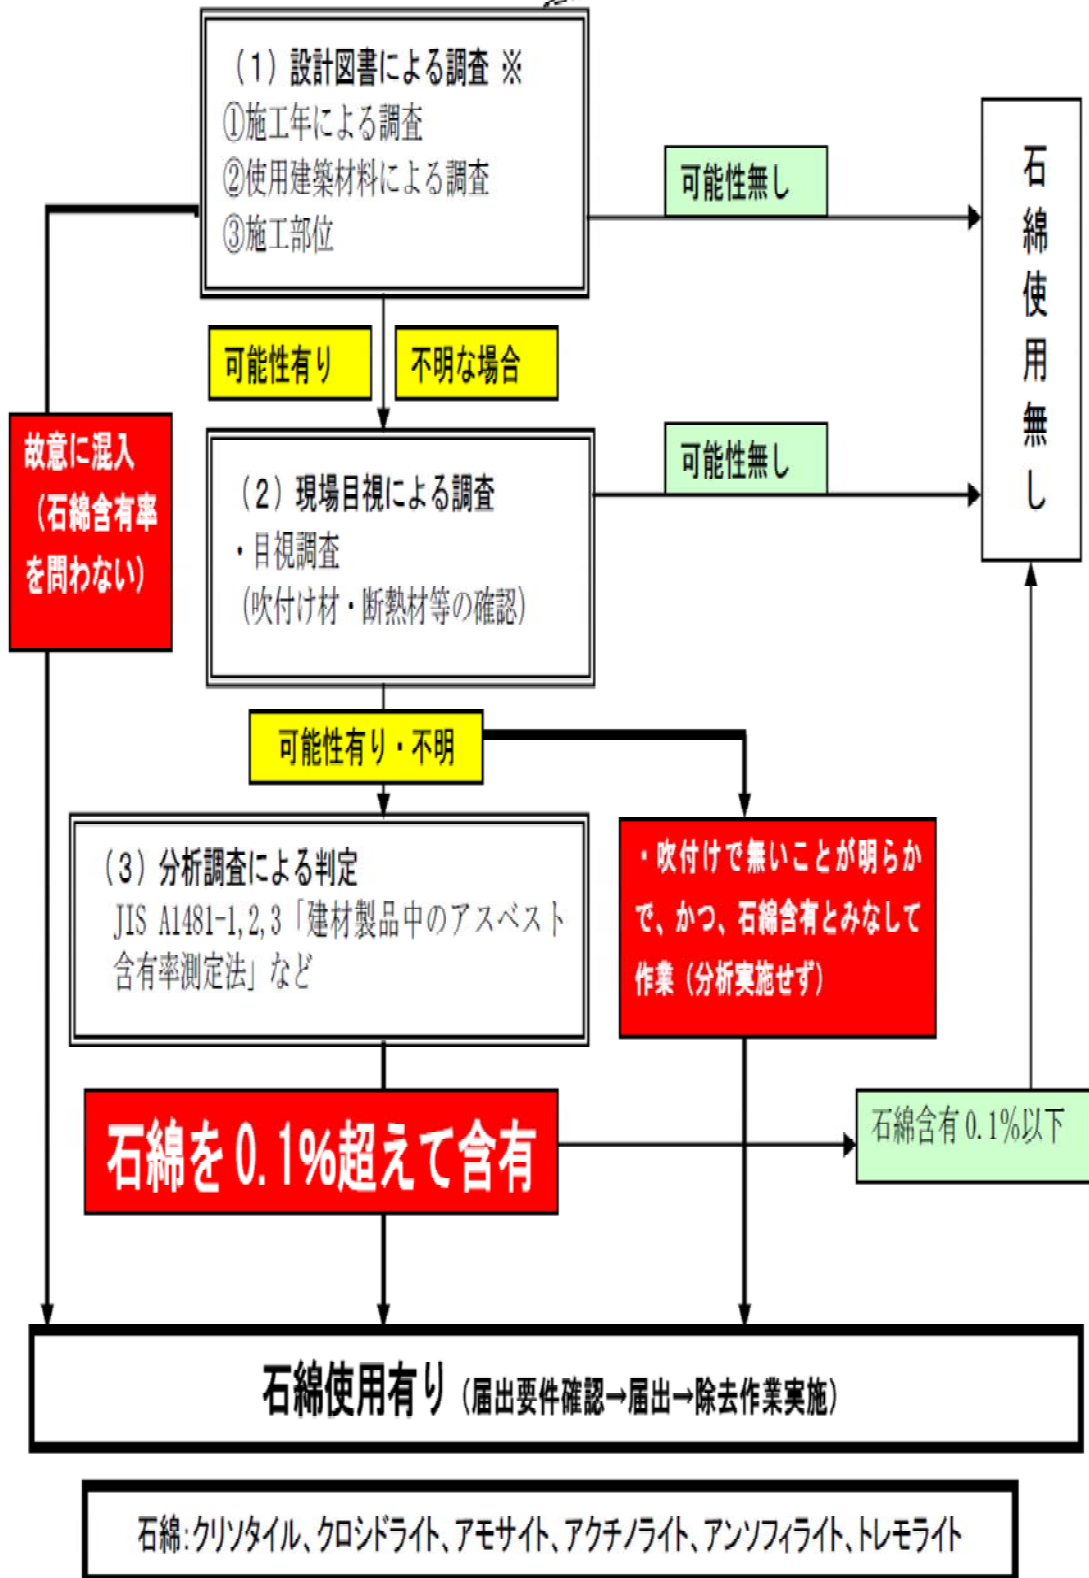 （1）設計図書による調査 ※
①施工年による調査
②使用建築材料による調査
③施工部位
可能性無し
石綿使用無し
可能性有り
不明な場合
故意に混入
（石綿含有率
を問わない）
（2）現場目視による調査
・目視調査
（吹付け材・断熱材等の確認）
可能性無し
可能性有り・不明
（3）分析調査による判定
JIS A1481-1,2,3「建材製品中のアスベスト
含有率測定法」など
・吹付けで無いことが明らか
で、かつ、石綿含有とみなして
作業（分析実施せず）
石綿を0.1%超えて含有
石綿含有0.1%以下
石綿使用有り（届出要件確認→届出→除去作業実施）
石綿：クリソタイル、クロシドライト、アモサイト、アクチノライト、アンソフィライト、トレモライト